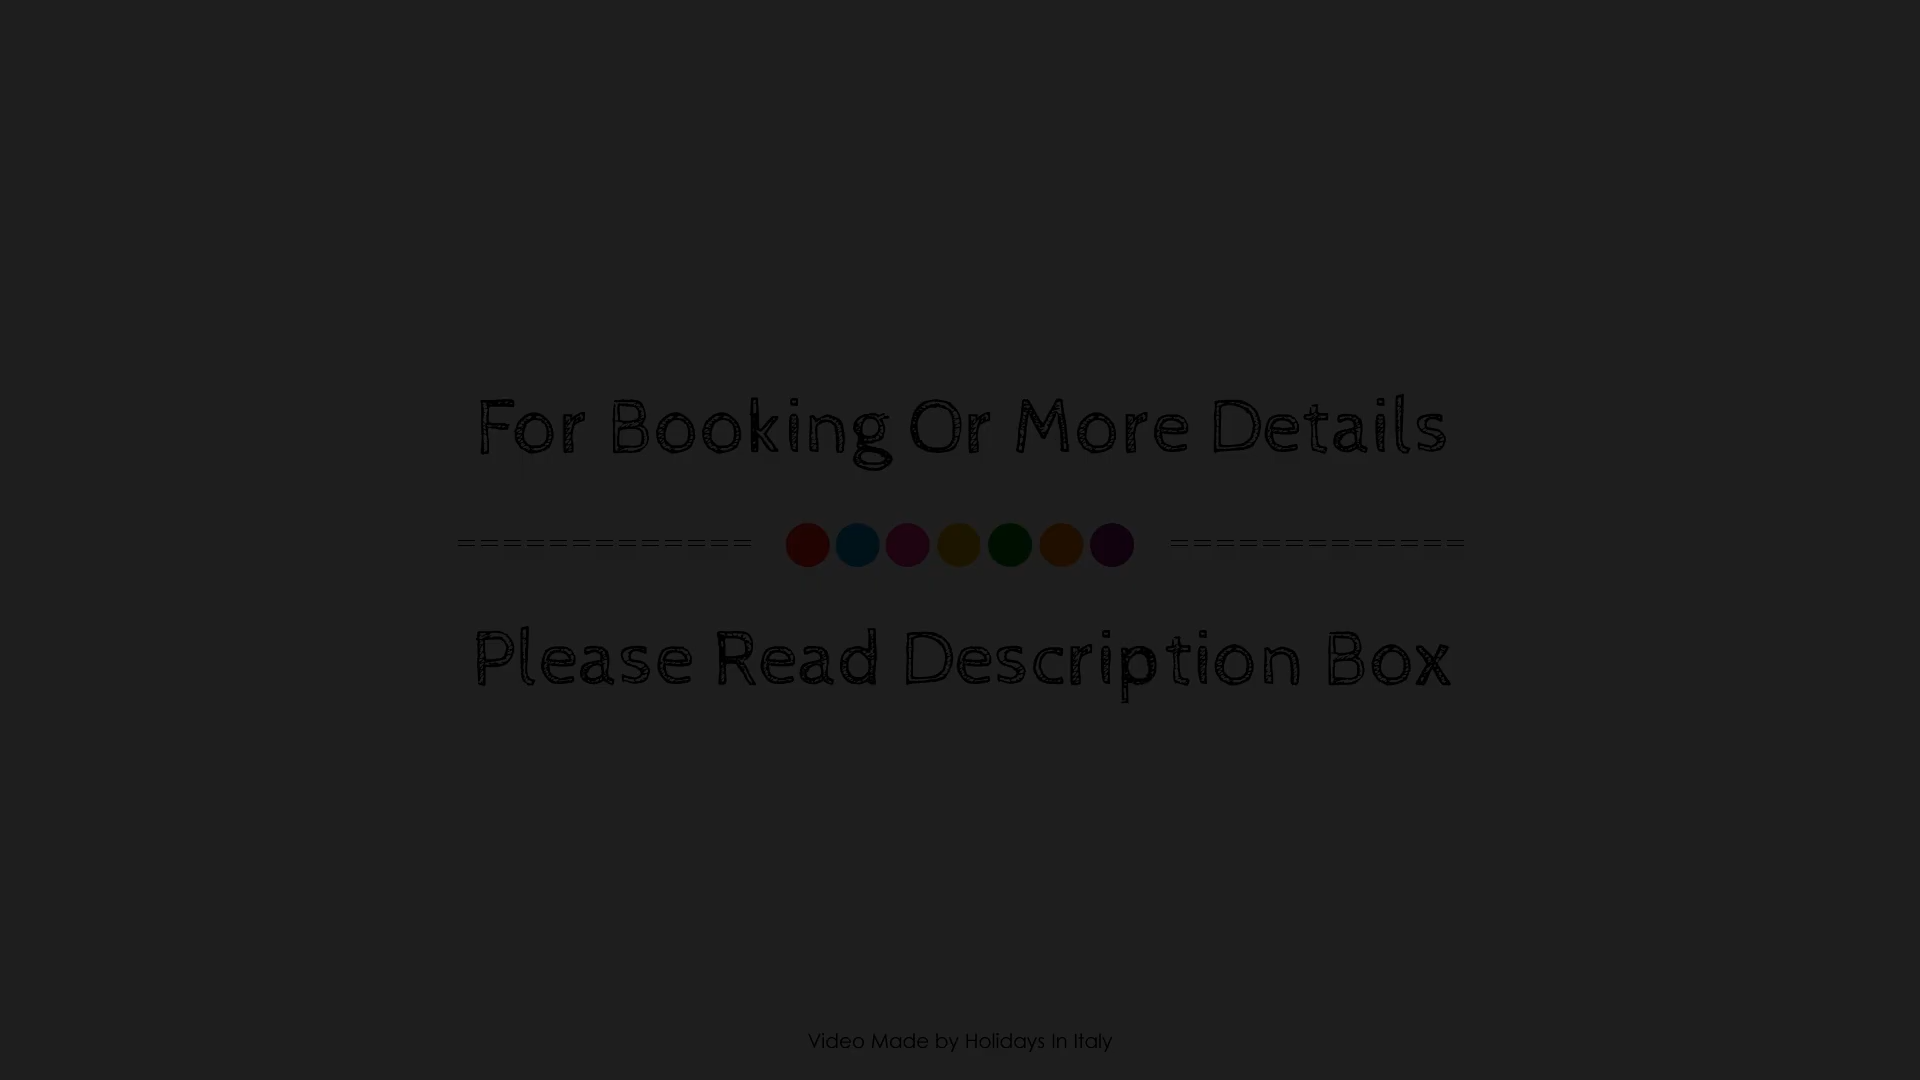 For Booking Or More Details
============= =============
Please Read Description Box
Video Made by Holidays In Italy